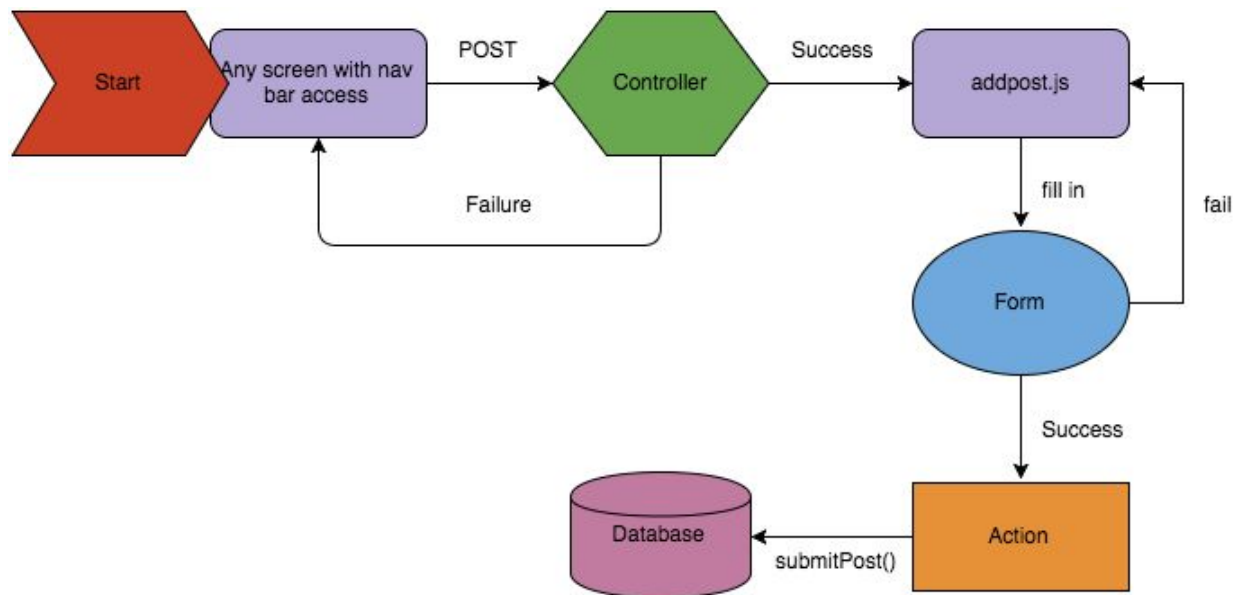 Start
Any screen with nav
bar access
POST
Controller
Success
addpost.js
Failure
fill in
fail
Form
Success
Database
submitPost()
Action